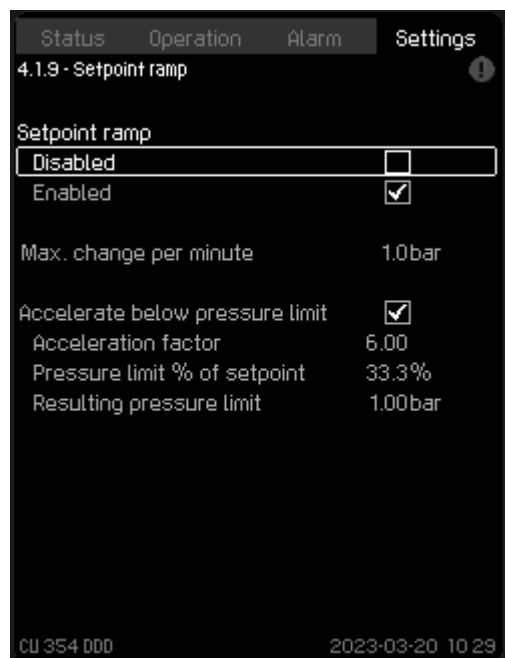 Status Operation Alarm Settings
4.1.9 - Setpoint ramp
Setpoint ramp
Disabled
Enabled
Max. change per minute 1.0bar
Accelerate below pressure limit
Acceleration factor 6.00
Pressure limit % of setpoint 33.3%
Resulting pressure limit 1.00bar
CU 354 DDD 2023-03-20 10:29